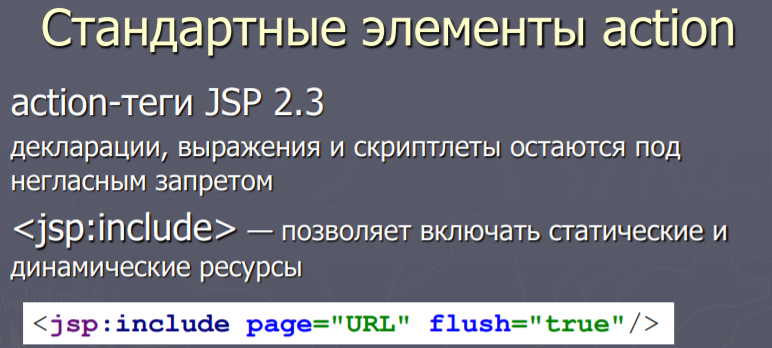 Стандартные элементы action
action-теги JSP 2.3
декларации, выражения и скриптлеты остаются под
негласным запретом
<jsp:include> — позволяет включать статические и
динамические ресурсы
<jsp:include page="URL" flush="true"/>